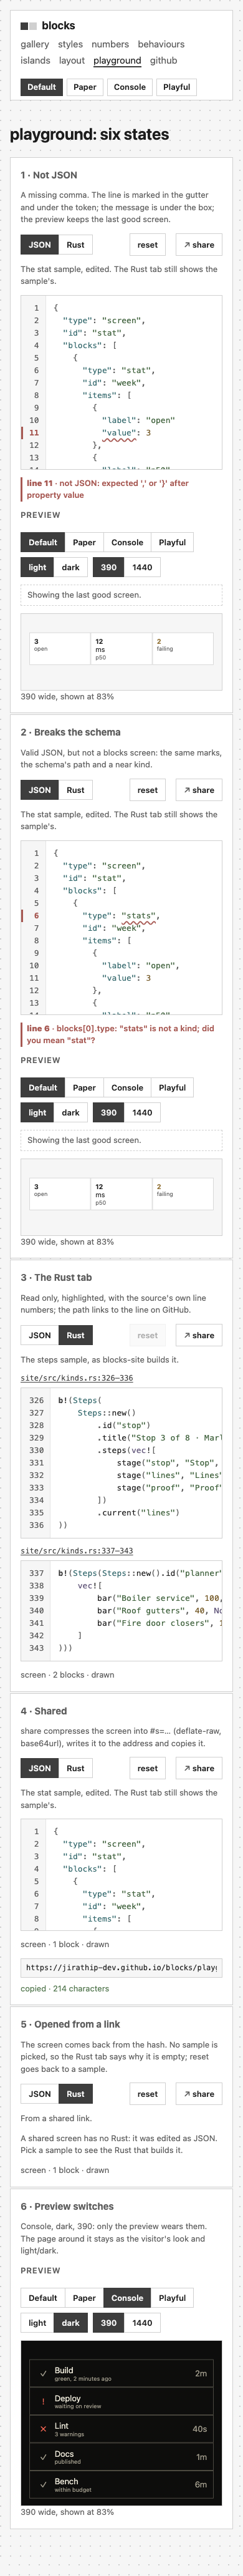 blocks
gallery styles numbers behaviours
islands layout playground github
Default Paper Console Playful
playground: six states
1 · Not JSON
A missing comma. The line is marked in the gutter
and under the token; the message is under the box;
the preview keeps the last good screen.
JSON Rust reset ↗ share
The stat sample, edited. The Rust tab still shows the
sample's.
1 {
2 "type": "screen",
3 "id": "stat",
4 "blocks": [
5 {
6 "type": "stat",
7 "id": "week",
8 "items": [
9 {
10 "label": "open"
11 "value": 3
12 },
13 {
line 11 · not JSON: expected ',' or '}' after
property value
PREVIEW
Default Paper Console Playful
light dark 390 1440
Showing the last good screen.
3 12 2
open ms failing
p50
390 wide, shown at 83%
2 · Breaks the schema
Valid JSON, but not a blocks screen: the same marks,
the schema's path and a near kind.
JSON Rust reset ↗ share
The stat sample, edited. The Rust tab still shows the
sample's.
1 {
2 "type": "screen",
3 "id": "stat",
4 "blocks": [
5 {
6 "type": "stats",
7 "id": "week",
8 "items": [
9 {
10 "label": "open",
11 "value": 3
12 },
13 {
line 6 · blocks[0].type: "stats" is not a kind; did
you mean "stat"?
PREVIEW
Default Paper Console Playful
light dark 390 1440
Showing the last good screen.
3 12 2
open ms failing
p50
390 wide, shown at 83%
3 · The Rust tab
Read only, highlighted, with the source's own line
numbers; the path links to the line on GitHub.
JSON Rust reset ↗ share
The steps sample, as blocks-site builds it.
site/src/kinds.rs:326–336
326 b!(Steps(
327 Steps::new()
328 .id("stop")
329 .title("Stop 3 of 8 · Marl
330 .steps(vec![
331 stage("stop", "Stop",
332 stage("lines", "Lines"
333 stage("proof", "Proof"
334 ])
335 .current("lines")
336 ))
site/src/kinds.rs:337–343
337 b!(Steps(Steps::new().id("planner"
338 vec![
339 bar("Boiler service", 100,
340 bar("Roof gutters", 40, No
341 bar("Fire door closers", 1
342 ]
343 )))
screen · 2 blocks · drawn
4 · Shared
share compresses the screen into #s=… (deflate-raw,
base64url), writes it to the address and copies it.
JSON Rust reset ↗ share
The stat sample, edited. The Rust tab still shows the
sample's.
1 {
2 "type": "screen",
3 "id": "stat",
4 "blocks": [
5 {
6 "type": "stat",
7 "id": "week",
8 "items": [
screen · 1 block · drawn
https://jirathip-dev.github.io/blocks/play
copied · 214 characters
5 · Opened from a link
The screen comes back from the hash. No sample is
picked, so the Rust tab says why it is empty; reset
goes back to a sample.
JSON Rust reset ↗ share
From a shared link.
A shared screen has no Rust: it was edited as JSON.
Pick a sample to see the Rust that builds it.
screen · 1 block · drawn
6 · Preview switches
Console, dark, 390: only the preview wears them.
The page around it stays as the visitor's look and
light/dark.
PREVIEW
Default Paper Console Playful
light dark 390 1440
✓ Build 2m
green, 2 minutes ago
! Deploy
waiting on review
✕ Lint 40s
3 warnings
✓ Docs 1m
published
✓ Bench 6m
within budget
390 wide, shown at 83%